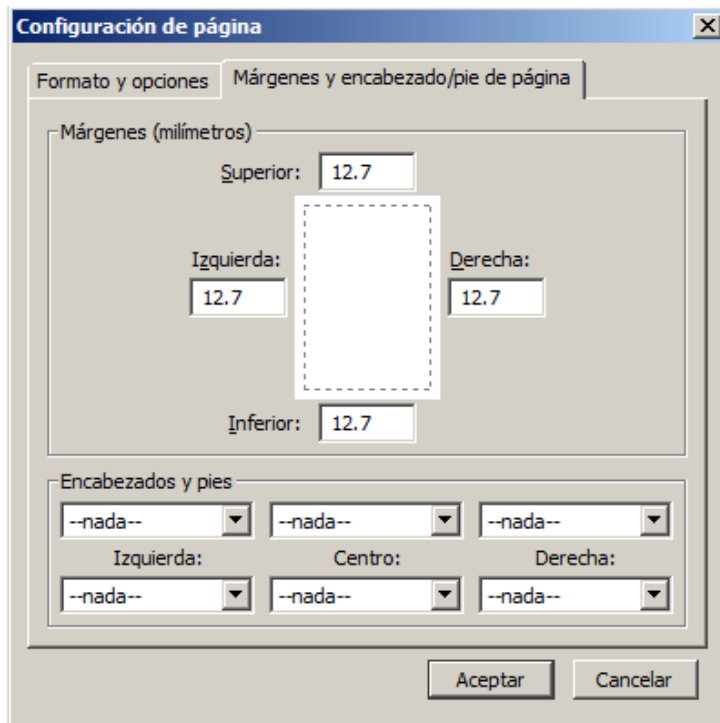 Configuración de página
Formato y opciones
Márgenes y encabezado/pie de página
Márgenes (milímetros)
Superior: 12.7
Izquierda: Derecha:
12.7 12.7
Inferior: 12.7
Encabezados y pies
--nada-- --nada-- --nada--
Izquierda: Centro: Derecha:
--nada-- --nada-- --nada--
Aceptar Cancelar